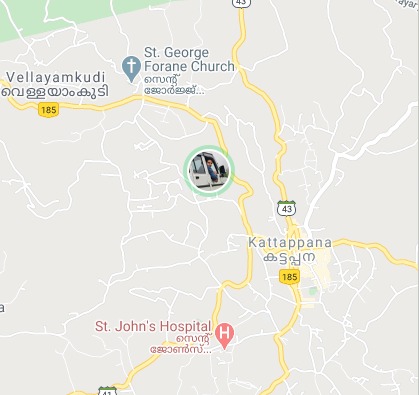 43
St. George
Forane Church
സെന്റ്
ജോർജ്ജ്...
Vellayamkudi
വെള്ളയാംകുടി
185
43
Kattappana
കട്ടപ്പന
185
St. John's Hospital
സെന്റ്
ജോൺസ്...
H
41